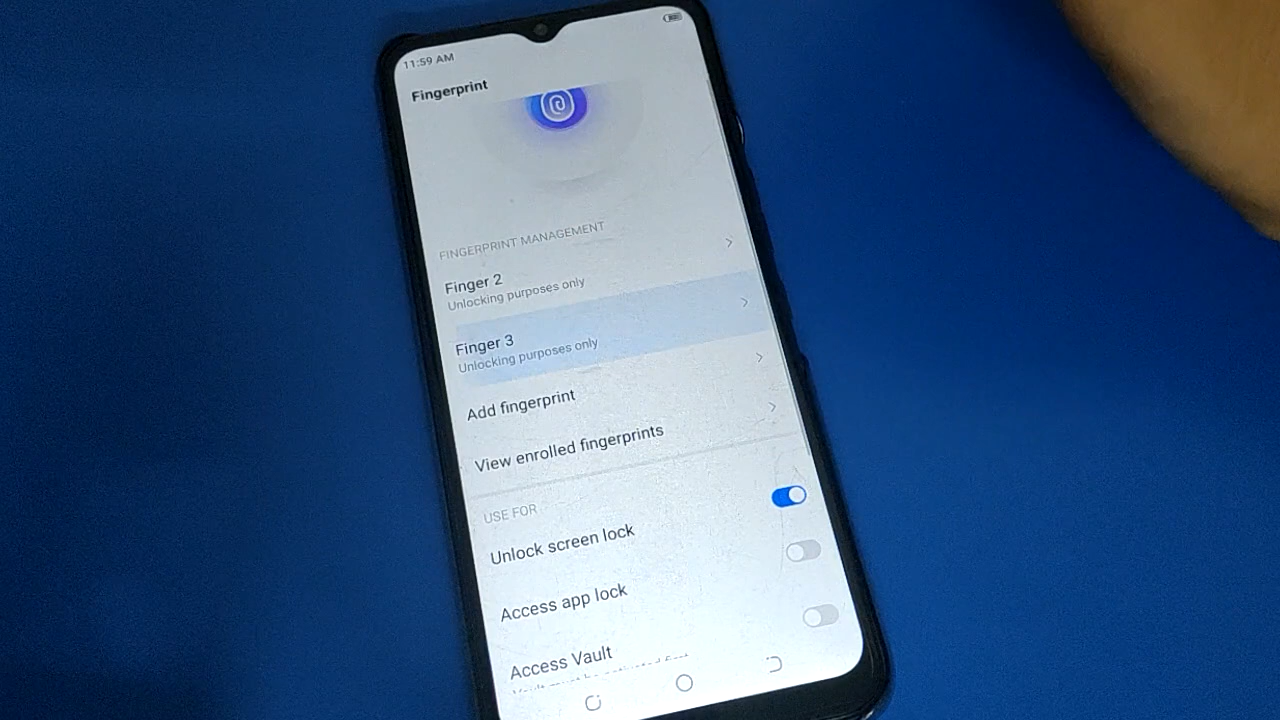 11:59 AM
Fingerprint
FINGERPRINT MANAGEMENT
Finger 2
Unlocking purposes only
Finger 3
Unlocking purposes only
Add fingerprint
View enrolled fingerprints
USE FOR
Unlock screen lock
Access app lock
Access Vault